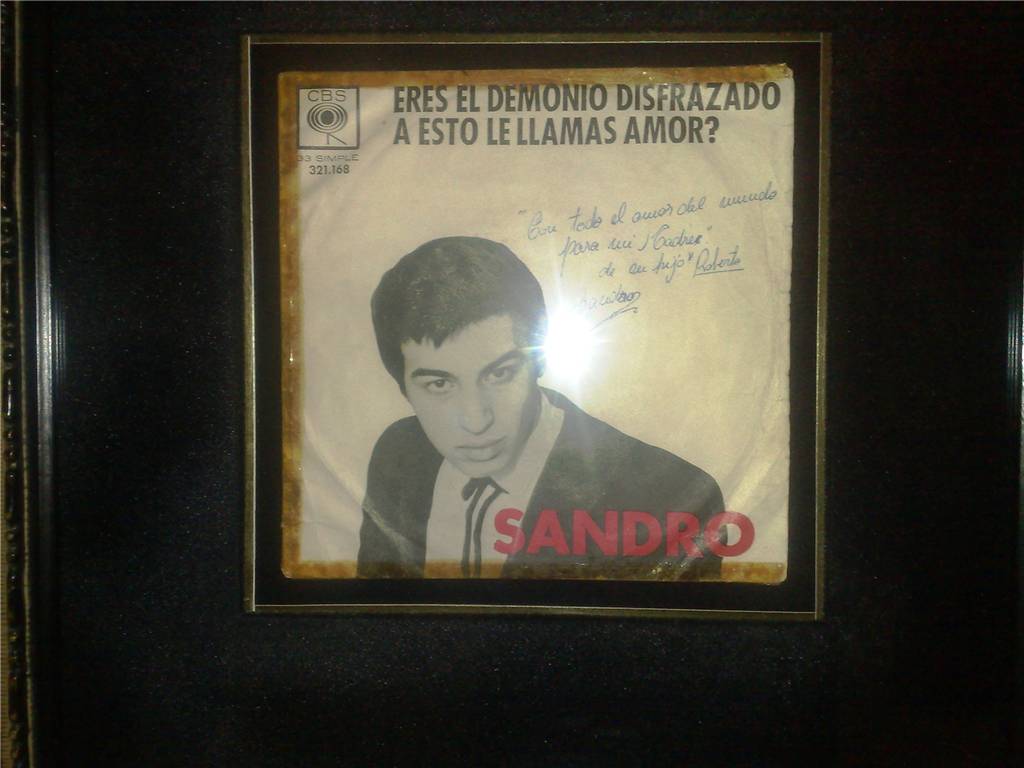 CBS
33 SIMPLE
321.168
ERES EL DEMONIO DISFRAZADO
A ESTO LE LLAMAS AMOR?
"Con todo el amor del mundo
para mi Madre"
de su hijo" Roberto
SANDRO